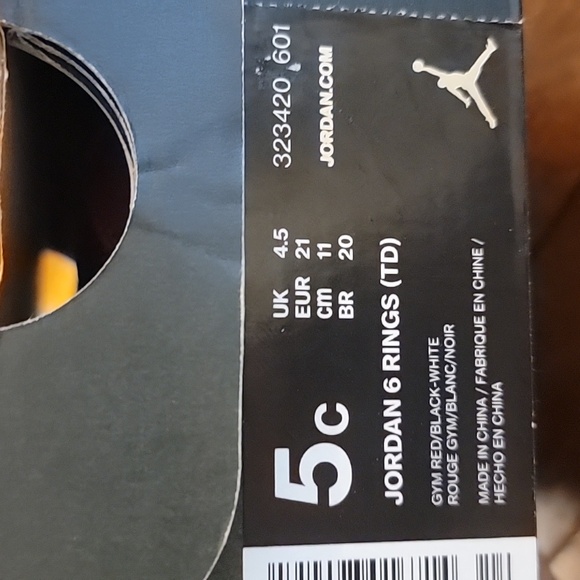 5C
UK 4.5
EUR 21
cm 11
BR 20
323420 601
JORDAN.COM
JORDAN 6 RINGS (TD)
GYM RED/BLACK-WHITE
ROUGE GYM/BLANC/NOIR
MADE IN CHINA / FABRIQUE EN CHINE /
HECHO EN CHINA